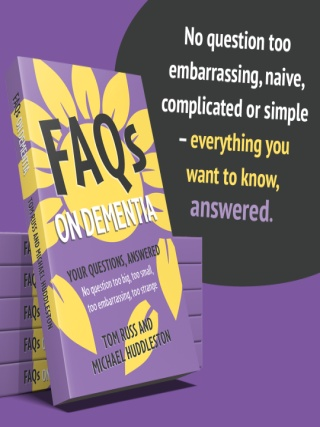 No question too
embarrassing, naive,
complicated or simple
– everything you
want to know,
answered.
FAQs
ON DEMENTIA
YOUR QUESTIONS, ANSWERED
No question too big, too small,
too embarrassing, too strange
TOM RUSS AND
MICHAEL HUDDLESTON
FAQs ON DEMENTIA
TOM RUSS AND MICHAEL HUDDLESTON
FAQs
FAQs
FAQs